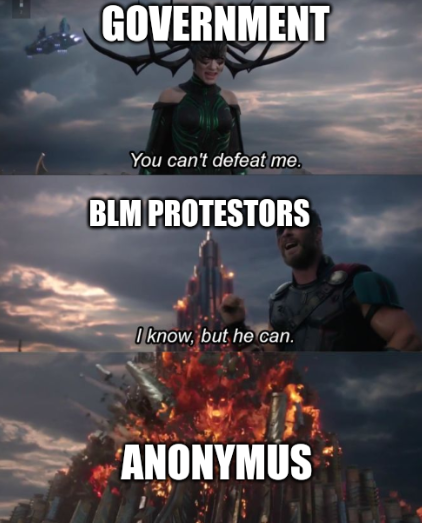 GOVERNMENT
You can't defeat me.
BLM PROTESTORS
I know, but he can.
ANONYMUS